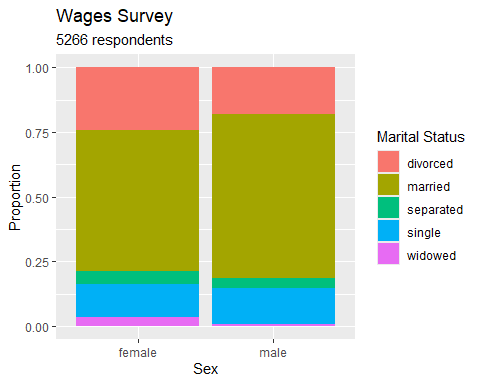 Wages Survey
5266 respondents
1.00
0.75
0.50
0.25
0.00
Proportion
female
male
Sex
Marital Status
divorced
married
separated
single
widowed